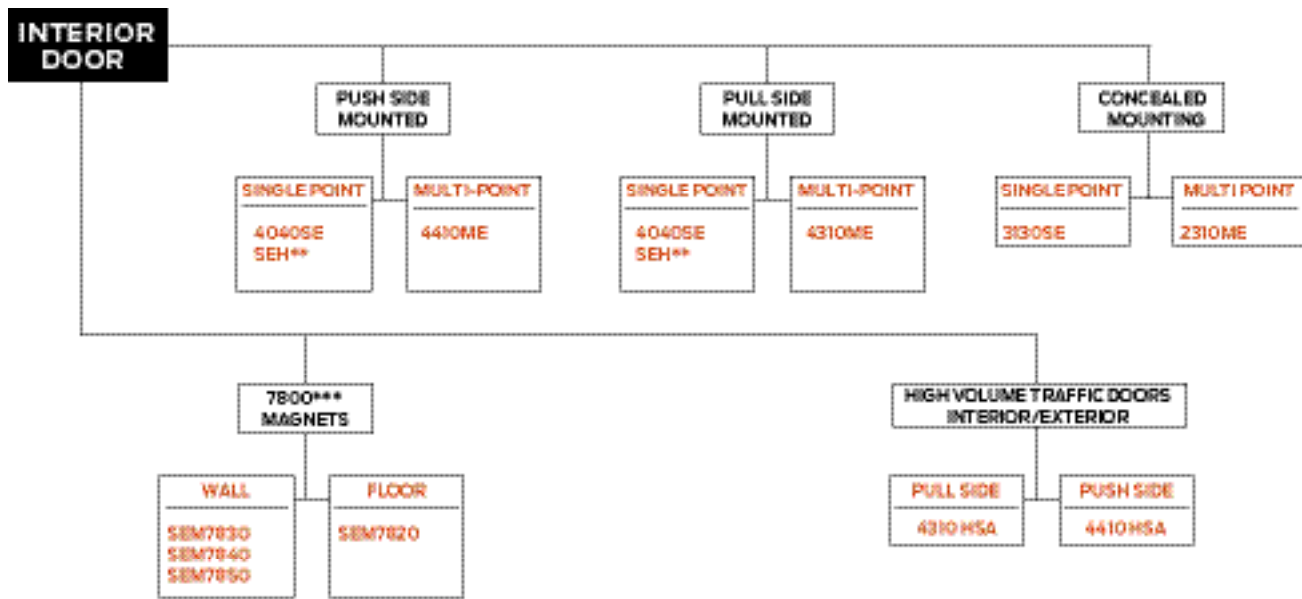 INTERIOR
DOOR
PUSH SIDE
MOUNTED
SINGLE POINT
4040SE
SEH**
MULTI-POINT
4410ME
PULL SIDE
MOUNTED
SINGLE POINT
4040SE
SEH**
MULTI-POINT
4310ME
CONCEALED
MOUNTING
SINGLE POINT
3130SE
MULTI POINT
2310ME
7800***
MAGNETS
WALL
SEM7830
SEM7840
SEM7850
FLOOR
SEM7820
HIGH VOLUME TRAFFIC DOORS
INTERIOR/EXTERIOR
PULL SIDE
4310 HSA
PUSH SIDE
4410 HSA